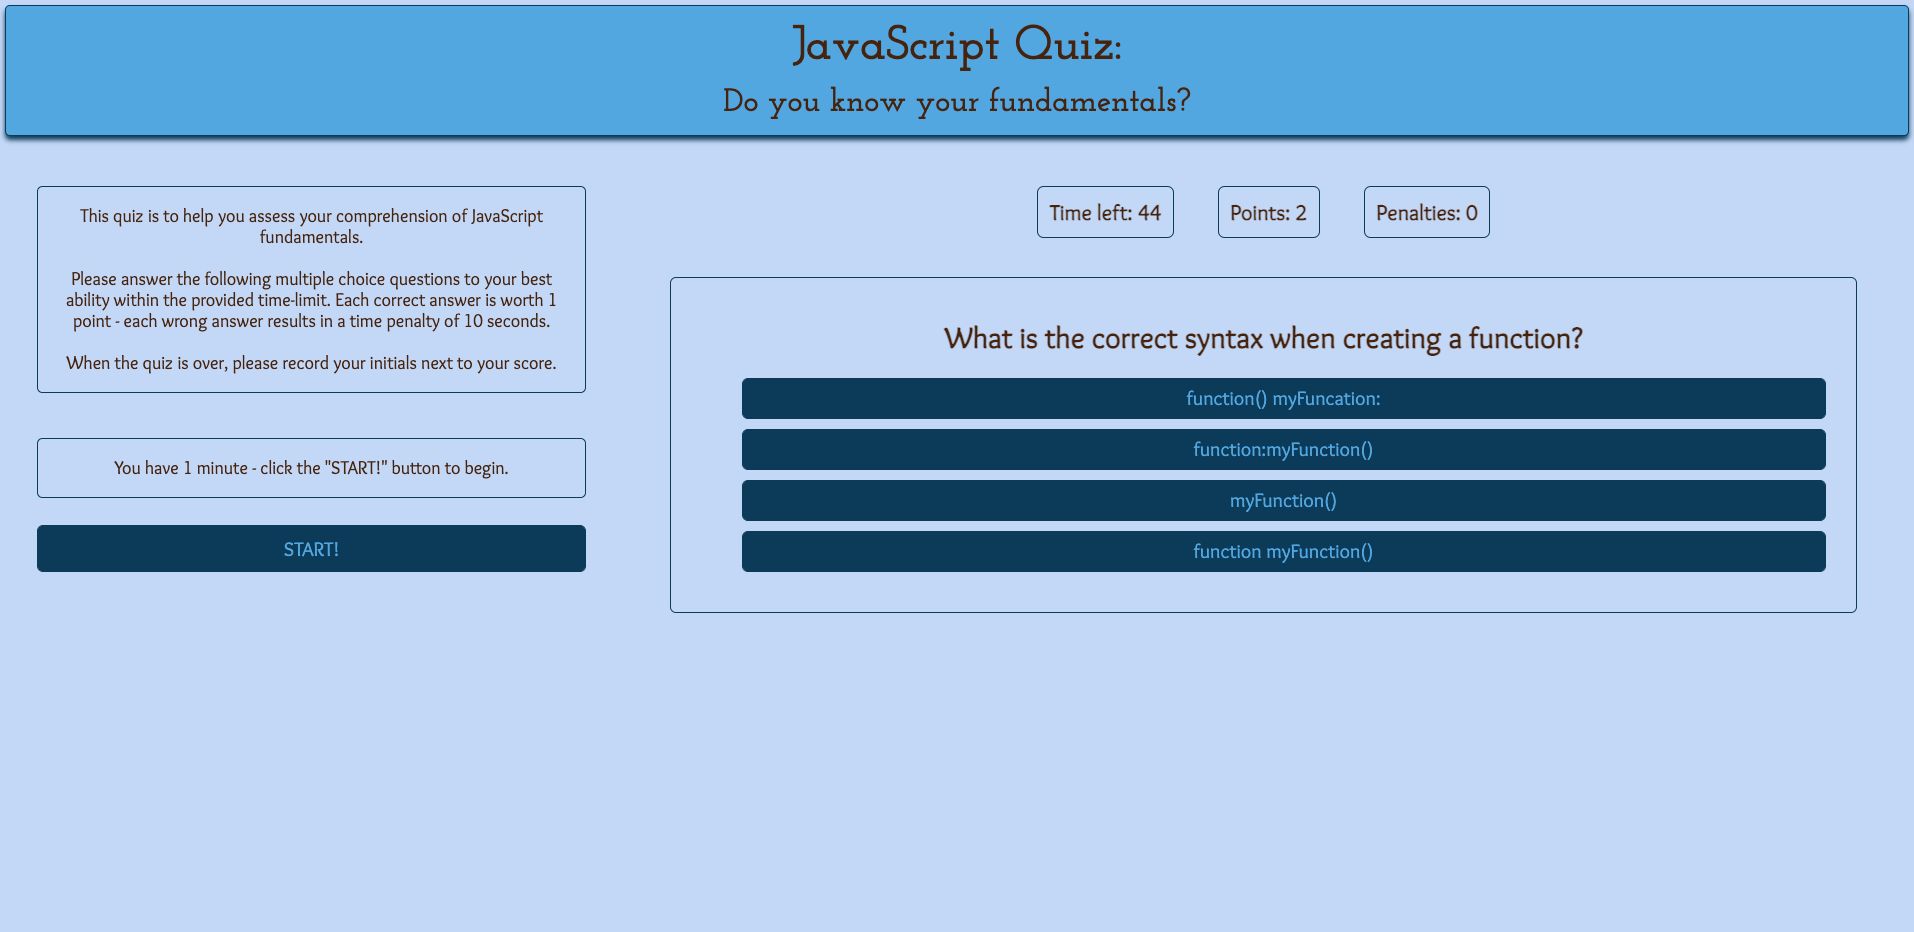 JavaScript Quiz:
Do you know your fundamentals?
This quiz is to help you assess your comprehension of JavaScript
fundamentals.
Please answer the following multiple choice questions to your best
ability within the provided time-limit. Each correct answer is worth 1
point - each wrong answer results in a time penalty of 10 seconds.
When the quiz is over, please record your initials next to your score.
You have 1 minute - click the "START!" button to begin.
START!
Time left: 44
Points: 2
Penalties: 0
What is the correct syntax when creating a function?
function() myFuncation:
function:myFunction()
myFunction()
function myFunction()